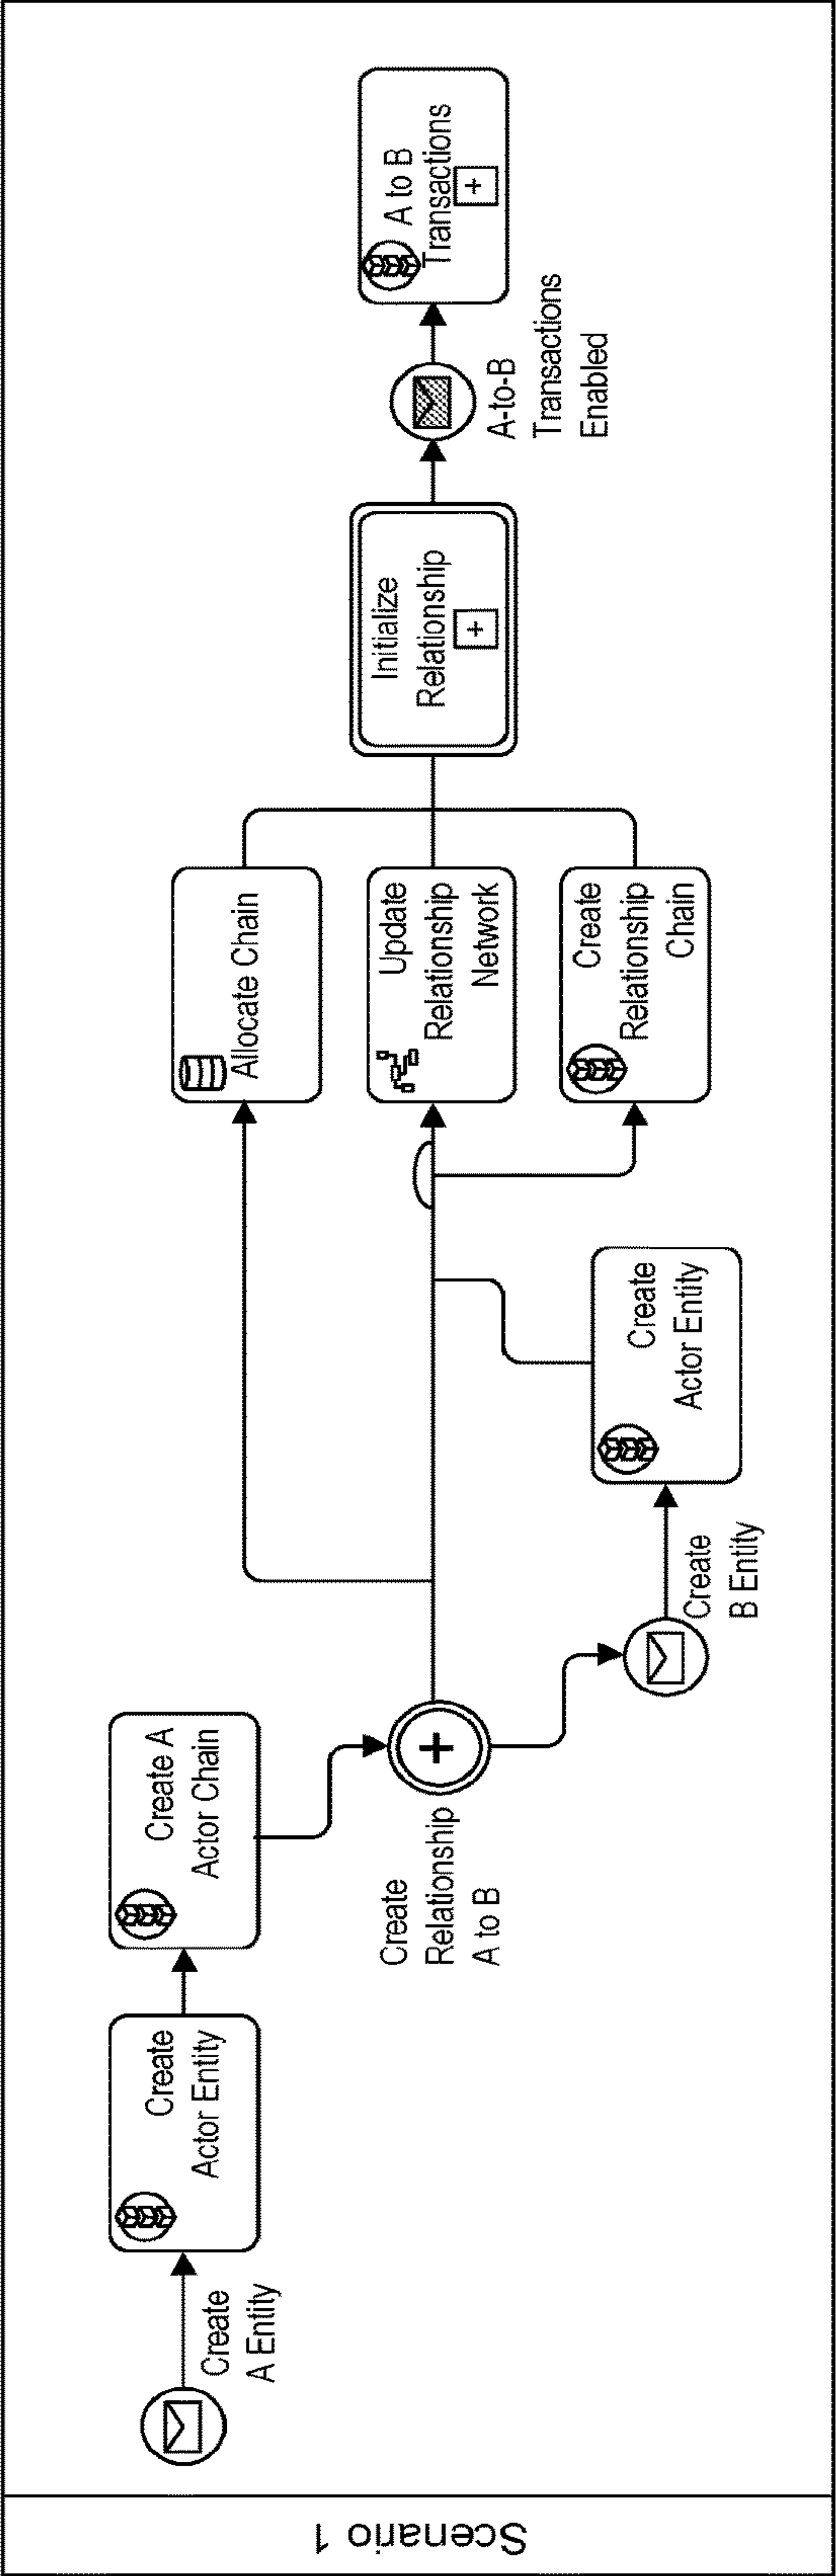 Scenario 1
Create
A Entity
Create
Actor Entity
Create A
Actor Chain
Create
Relationship
A to B
Create
B Entity
Create
Actor Entity
Allocate Chain
Update
Relationship
Network
Create
Relationship
Chain
Initialize
Relationship
+
A-to-B
Transactions
Enabled
A to B
Transactions
+